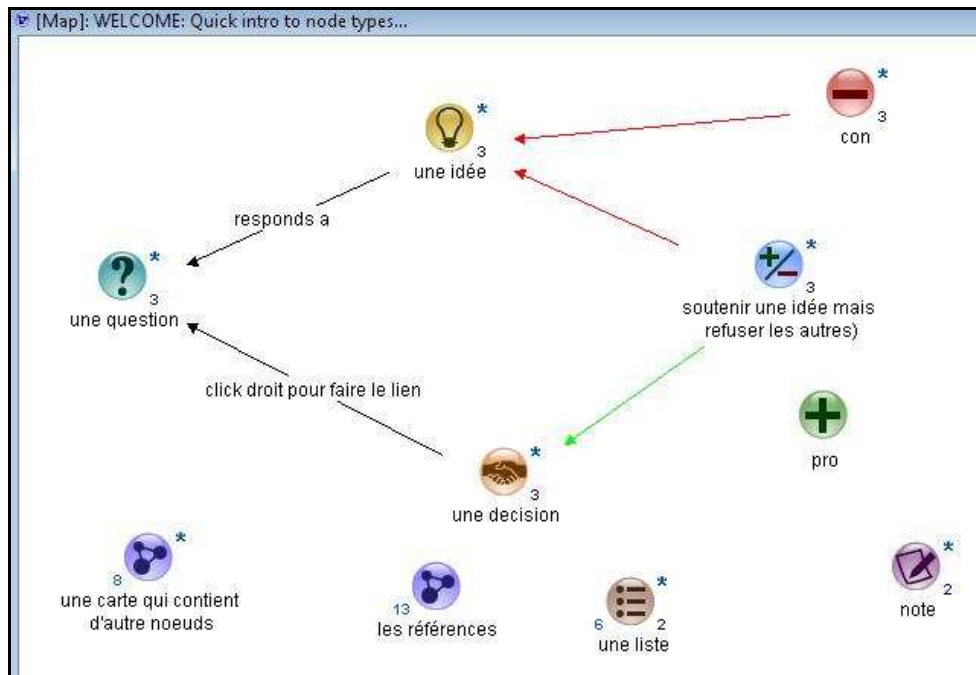 [Map]: WELCOME: Quick intro to node types...
*
3
con
*
3
une idée
responds a
*
3
une question
*
3
soutenir une idée mais
refuser les autres)
click droit pour faire le lien
pro
*
3
une decision
*
8
une carte qui contient
d'autre noeuds
13
les références
*
6 2
une liste
*
2
note